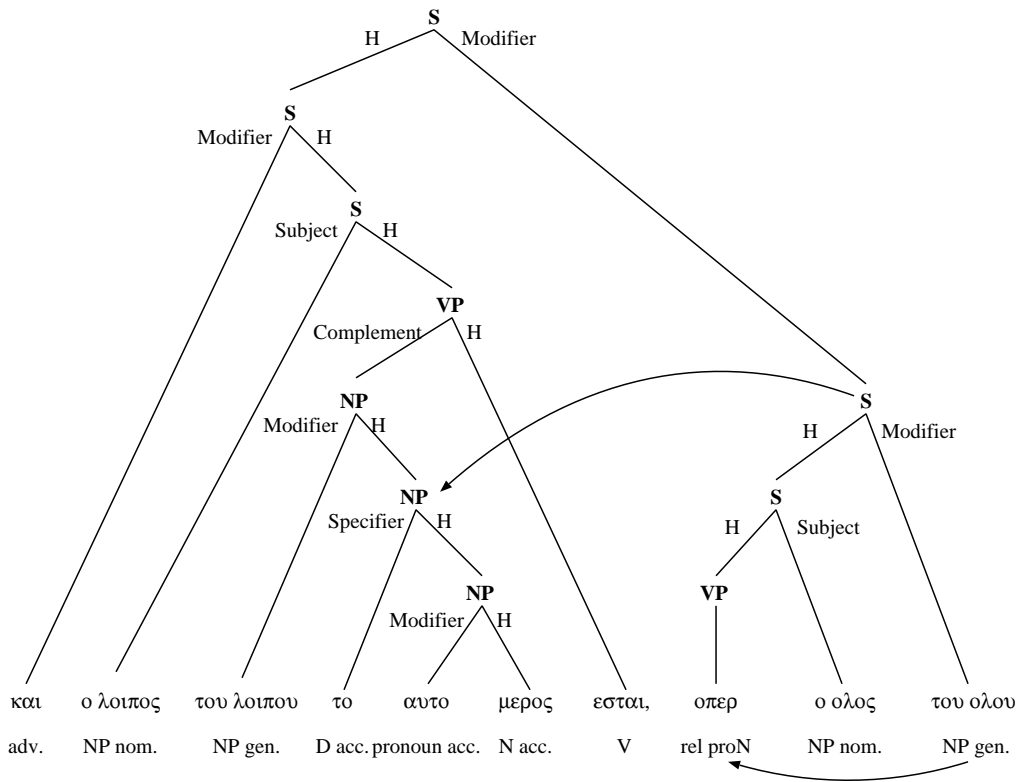 S
H Modifier
S
Modifier H
S
Subject H
VP
Complement H
NP S
Modifier H H Modifier
NP S
Specifier H H Subject
NP VP
Modifier H
και ο λοιπος του λοιπου το αυτο μερος εσται, οπερ ο ολος του ολου
adv. NP nom. NP gen. D acc. pronoun acc. N acc. V rel proN NP nom. NP gen.